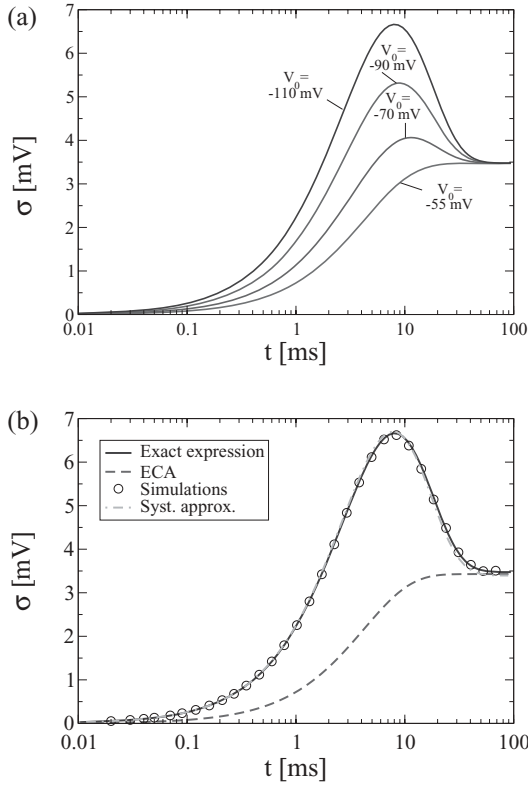 (a)
7
6
5
4
3
2
1
0
σ [mV]
V₀=
-110 mV
V₀=
-90 mV
V₀=
-70 mV
V₀=
-55 mV
0.01
0.1
1
10
100
t [ms]
(b)
7
6
5
4
3
2
1
0
σ [mV]
Exact expression
ECA
Simulations
Syst. approx.
0.01
0.1
1
10
100
t [ms]